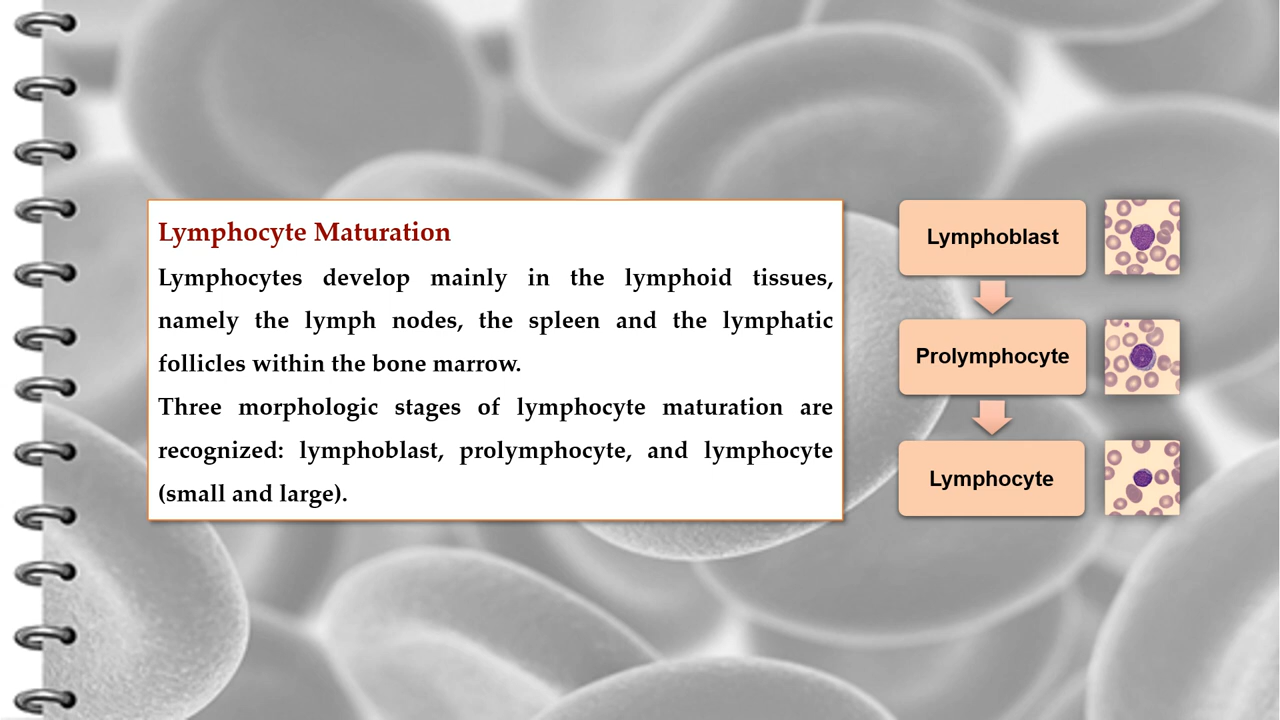 Lymphocyte Maturation
Lymphocytes develop mainly in the lymphoid tissues,
namely the lymph nodes, the spleen and the lymphatic
follicles within the bone marrow.
Three morphologic stages of lymphocyte maturation are
recognized: lymphoblast, prolymphocyte, and lymphocyte
(small and large).
Lymphoblast
Prolymphocyte
Lymphocyte